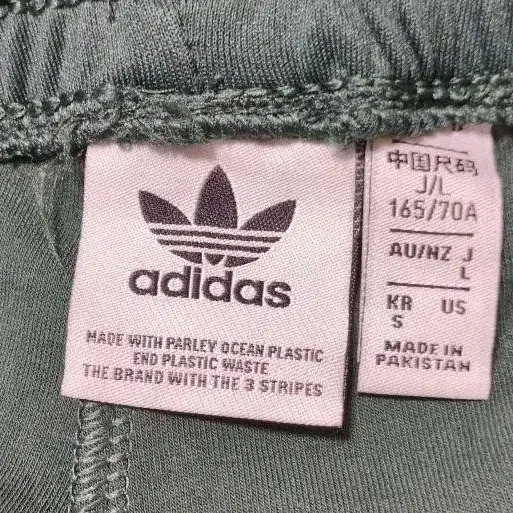 adidas
MADE WITH PARLEY OCEAN PLASTIC
END PLASTIC WASTE
THE BRAND WITH THE 3 STRIPES
中国尺码
J/L
165/70A
AU/NZ J
L
KR US
S
MADE IN
PAKISTAN